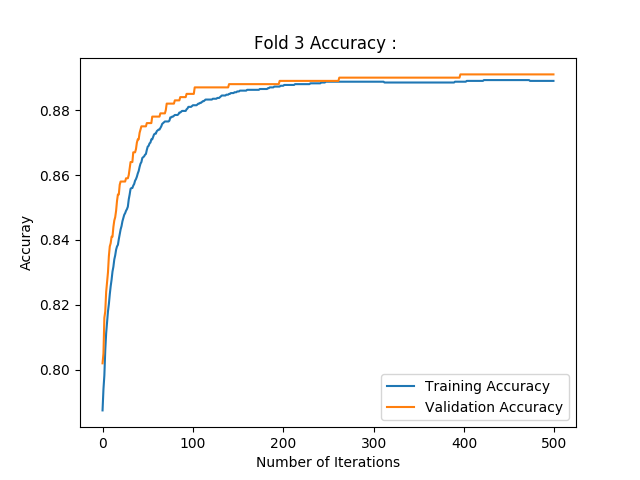 Fold 3 Accuracy :
0.88
0.86
0.84
0.82
0.80
Accuray
0 100 200 300 400 500
Number of Iterations
Training Accuracy
Validation Accuracy